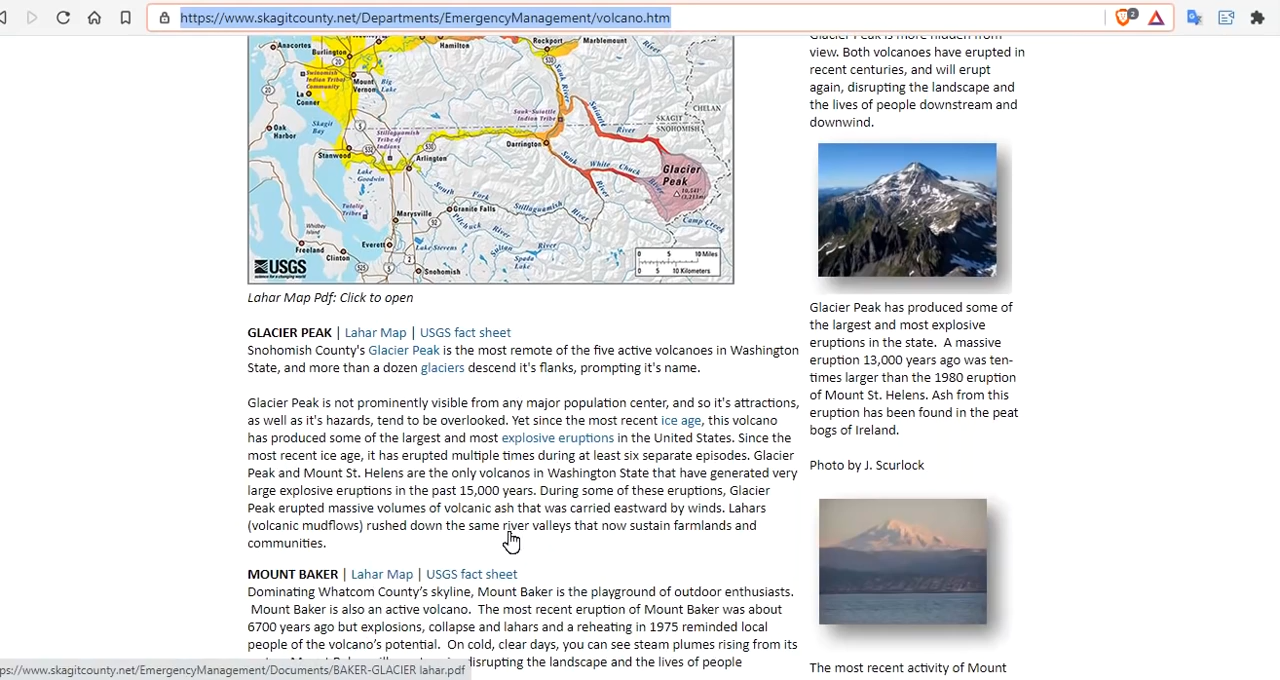 https://www.skagitcounty.net/Departments/EmergencyManagement/volcano.htm
2
Anacortes
Burlington
Hamilton
Rockport
Marblemount
River
20
530
Swinomish
Indian Tribal
Community
Mount
Vernon
Big
Lake
20
La
Conner
Skagit
Bay
Sauk River
Suiattle
River
Sauk-Suiattle
Indian Tribe
CHELAN
SKAGIT
SNOHOMISH
Oak
Harbor
5
Stillaguamish
Tribe of
Indians
530
Stanwood
532
Arlington
Darrington
Sauk
White Chuck
River
River
Glacier
Peak
Lake
Goodwin
South Fork
Stillaguamish
River
Tulalip
Tribes
Granite Falls
Marysville
Pilchuck
River
Camp Creek
Whidbey
Island
Everett
Lake Stevens
Sultan
River
Spada
Lake
Freeland
Clinton
525
5
2
9
Snohomish
0 5 10 Miles
0 5 10 Kilometers
USGS
science for a changing world
Lahar Map Pdf: Click to open
GLACIER PEAK | Lahar Map | USGS fact sheet
Snohomish County's Glacier Peak is the most remote of the five active volcanoes in Washington
State, and more than a dozen glaciers descend it's flanks, prompting it's name.
Glacier Peak is not prominently visible from any major population center, and so it's attractions,
as well as it's hazards, tend to be overlooked. Yet since the most recent ice age, this volcano
has produced some of the largest and most explosive eruptions in the United States. Since the
most recent ice age, it has erupted multiple times during at least six separate episodes. Glacier
Peak and Mount St. Helens are the only volcanos in Washington State that have generated very
large explosive eruptions in the past 15,000 years. During some of these eruptions, Glacier
Peak erupted massive volumes of volcanic ash that was carried eastward by winds. Lahars
(volcanic mudflows) rushed down the same river valleys that now sustain farmlands and
communities.
MOUNT BAKER | Lahar Map | USGS fact sheet
Dominating Whatcom County's skyline, Mount Baker is the playground of outdoor enthusiasts.
Mount Baker is also an active volcano. The most recent eruption of Mount Baker was about
6700 years ago but explosions, collapse and lahars and a reheating in 1975 reminded local
people of the volcano's potential. On cold, clear days, you can see steam plumes rising from its
disrupting the landscape and the lives of people
ps://www.skagitcounty.net/EmergencyManagement/Documents/BAKER-GLACIER lahar.pdf
Glacier Peak is more hidden from
view. Both volcanoes have erupted in
recent centuries, and will erupt
again, disrupting the landscape and
the lives of people downstream and
downwind.
Glacier Peak has produced some of
the largest and most explosive
eruptions in the state. A massive
eruption 13,000 years ago was ten-
times larger than the 1980 eruption
of Mount St. Helens. Ash from this
eruption has been found in the peat
bogs of Ireland.
Photo by J. Scurlock
The most recent activity of Mount